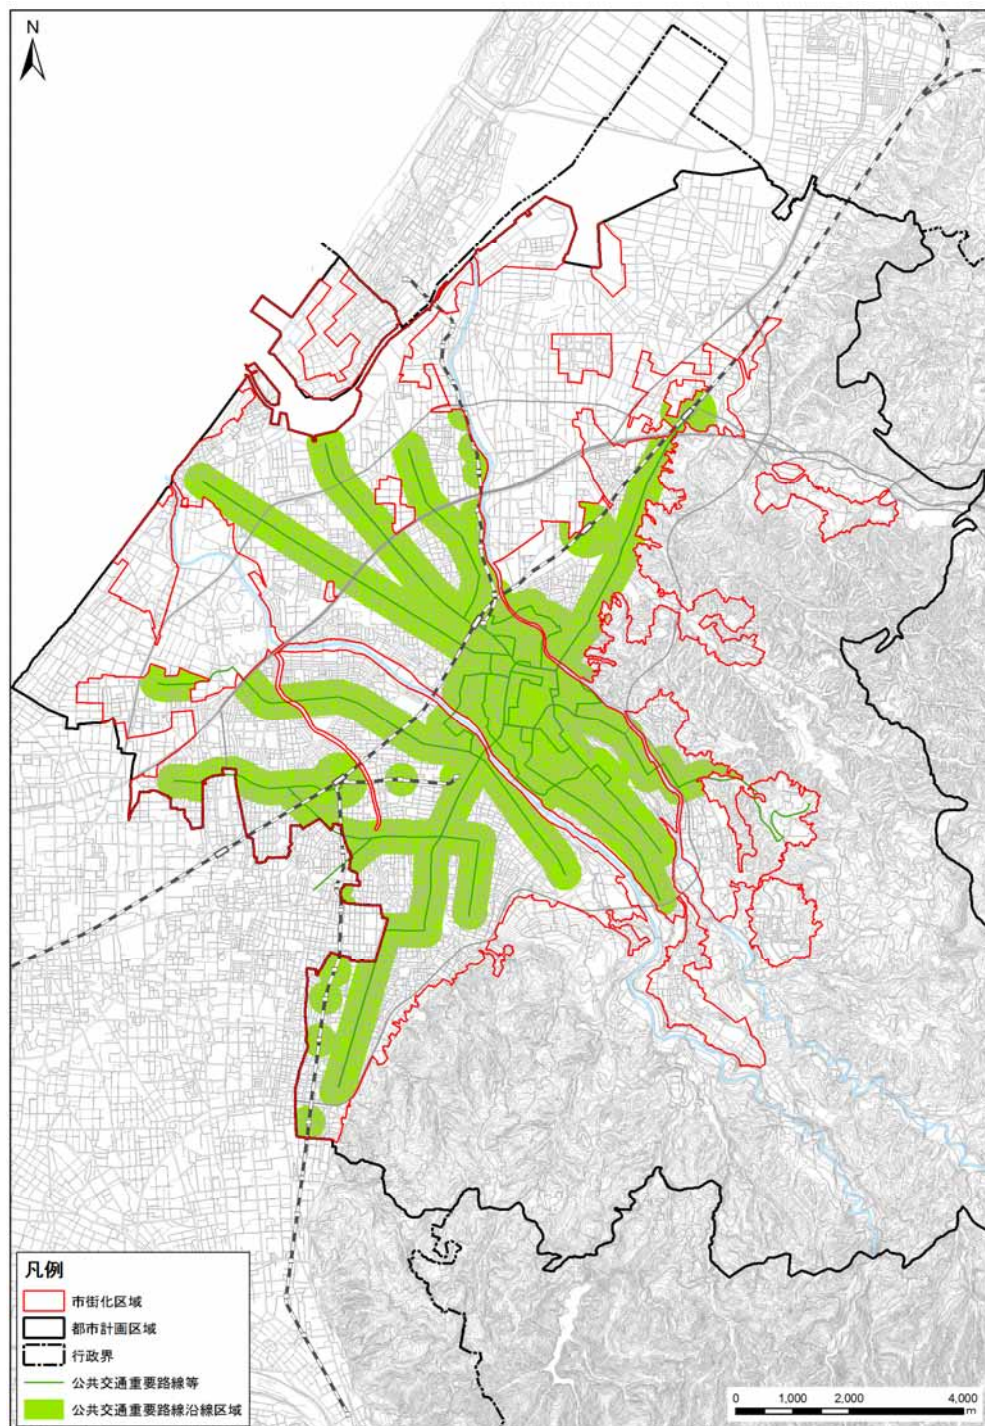 N
凡例
市街化区域
都市計画区域
行政界
公共交通重要路線等
公共交通重要路線沿線区域
0 1,000 2,000 4,000
m